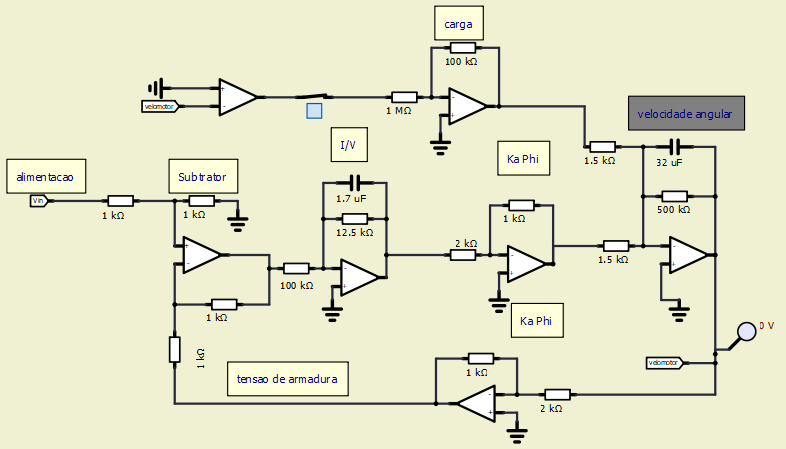 carga
100 kΩ
velomotor
1 MΩ
velocidade angular
I/V
Ka Phi
1.5 kΩ
32 uF
alimentacao
Subtrator
1.7 uF
1 kΩ
500 kΩ
Vin
1 kΩ
1 kΩ
12.5 kΩ
2 kΩ
1.5 kΩ
100 kΩ
1 kΩ
Ka Phi
0 V
1 kΩ
velomotor
tensao de armadura
1 kΩ
2 kΩ